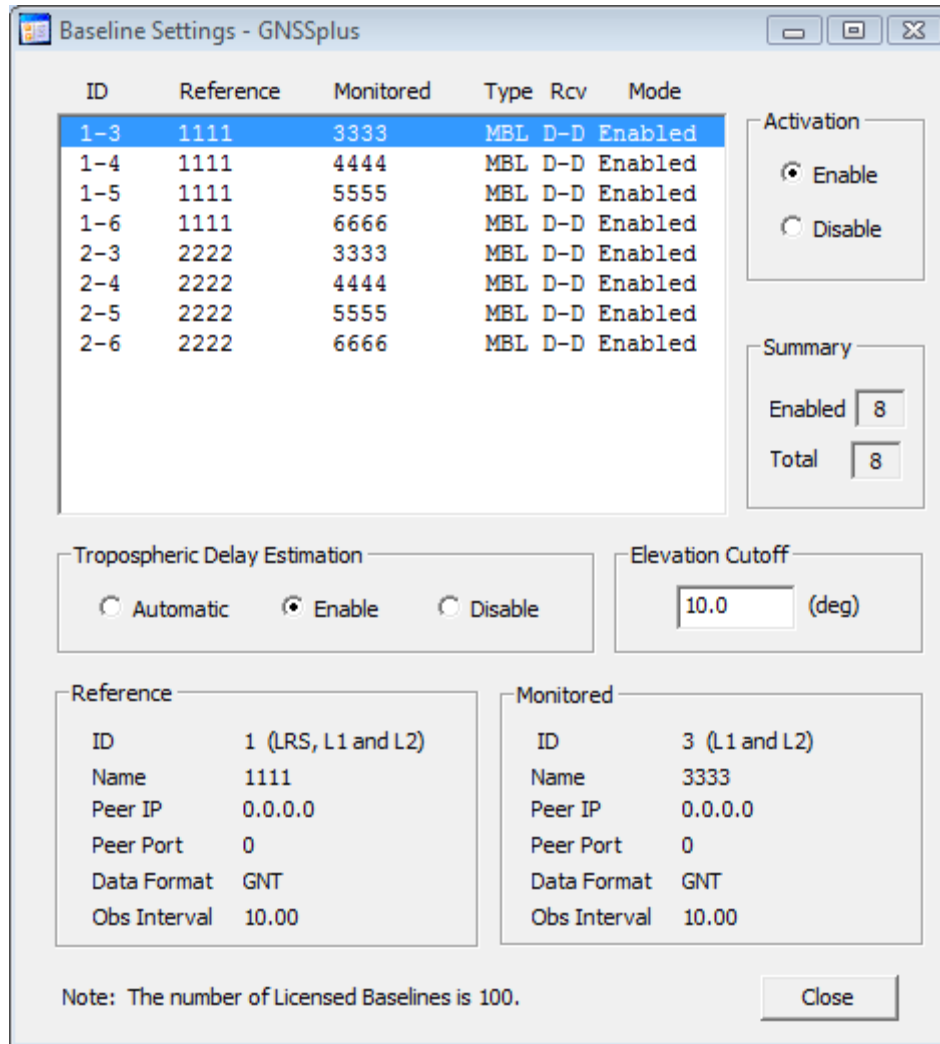 Baseline Settings - GNSSplus
ID Reference Monitored Type Rcv Mode
1-3 1111 3333 MBL D-D Enabled
1-4 1111 4444 MBL D-D Enabled
1-5 1111 5555 MBL D-D Enabled
1-6 1111 6666 MBL D-D Enabled
2-3 2222 3333 MBL D-D Enabled
2-4 2222 4444 MBL D-D Enabled
2-5 2222 5555 MBL D-D Enabled
2-6 2222 6666 MBL D-D Enabled
Activation
Enable
Disable
Summary
Enabled 8
Total 8
Tropospheric Delay Estimation
Automatic Enable Disable
Elevation Cutoff
10.0 (deg)
Reference
ID 1 (LRS, L1 and L2)
Name 1111
Peer IP 0.0.0.0
Peer Port 0
Data Format GNT
Obs Interval 10.00
Monitored
ID 3 (L1 and L2)
Name 3333
Peer IP 0.0.0.0
Peer Port 0
Data Format GNT
Obs Interval 10.00
Note: The number of Licensed Baselines is 100.
Close